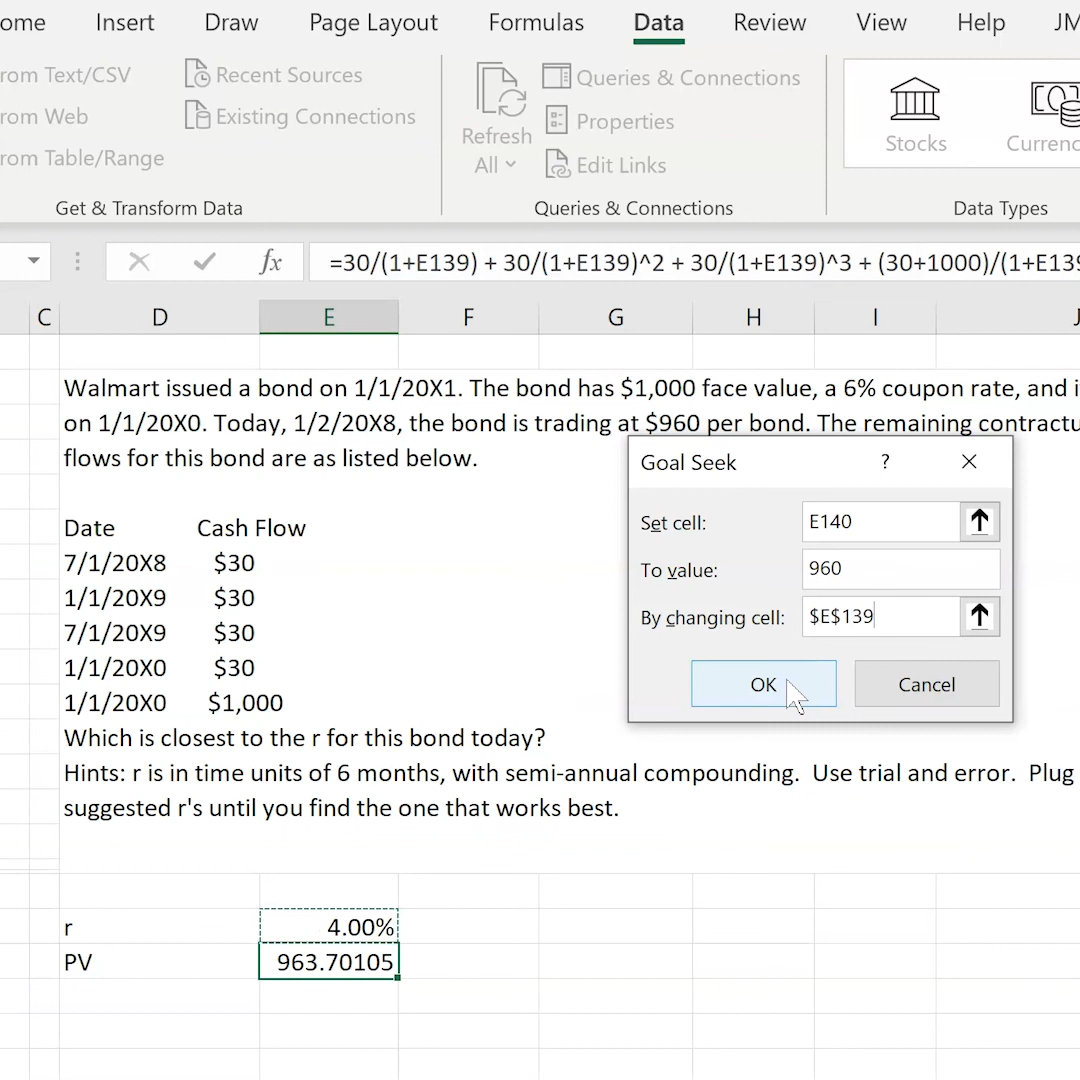 ome Insert Draw Page Layout Formulas Data Review View Help JM
rom Text/CSV
rom Web
rom Table/Range
Recent Sources
Existing Connections
Get & Transform Data
Refresh
All
Queries & Connections
Properties
Edit Links
Queries & Connections
Stocks
Currenc
Data Types
fx
=30/(1+E139) + 30/(1+E139)^2 + 30/(1+E139)^3 + (30+1000)/(1+E139
C D E F G H I J
Walmart issued a bond on 1/1/20X1. The bond has $1,000 face value, a 6% coupon rate, and i
on 1/1/20X0. Today, 1/2/20X8, the bond is trading at $960 per bond. The remaining contractu
flows for this bond are as listed below.
Date Cash Flow
7/1/20X8 $30
1/1/20X9 $30
7/1/20X9 $30
1/1/20X0 $30
1/1/20X0 $1,000
Which is closest to the r for this bond today?
Hints: r is in time units of 6 months, with semi-annual compounding. Use trial and error. Plug
suggested r's until you find the one that works best.
r 4.00%
PV 963.70105
Goal Seek ?
Set cell: E140
To value: 960
By changing cell: $E$139
OK Cancel